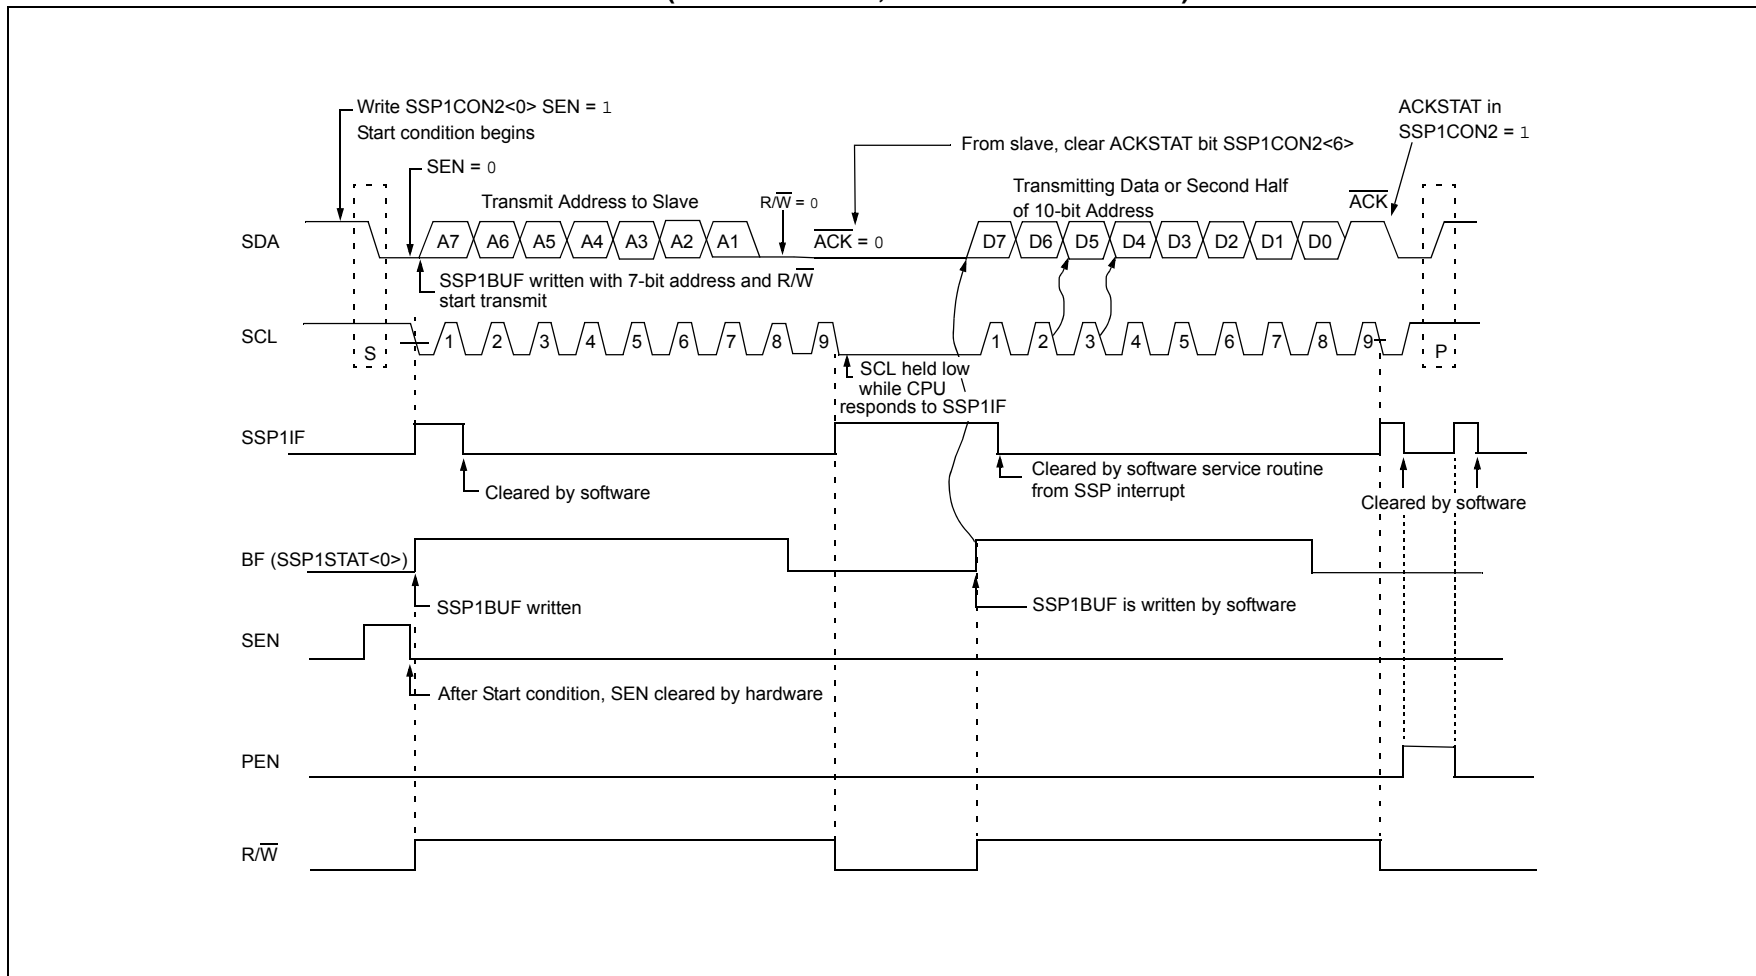 Write SSP1CON2<0> SEN = 1
Start condition begins
ACKSTAT in
SSP1CON2 = 1
From slave, clear ACKSTAT bit SSP1CON2<6>
SEN = 0
Transmit Address to Slave
R/W̅ = 0
Transmitting Data or Second Half
of 10-bit Address
A̅C̅K̅
SDA
A7 A6 A5 A4 A3 A2 A1
A̅C̅K̅ = 0
D7 D6 D5 D4 D3 D2 D1 D0
SSP1BUF written with 7-bit address and R/W̅
start transmit
SCL
S
1 2 3 4 5 6 7 8 9
1 2 3 4 5 6 7 8 9
P
SCL held low
while CPU
responds to SSP1IF
SSP1IF
Cleared by software
Cleared by software service routine
from SSP interrupt
Cleared by software
BF (SSP1STAT<0>)
SSP1BUF written
SSP1BUF is written by software
SEN
After Start condition, SEN cleared by hardware
PEN
R/W̅